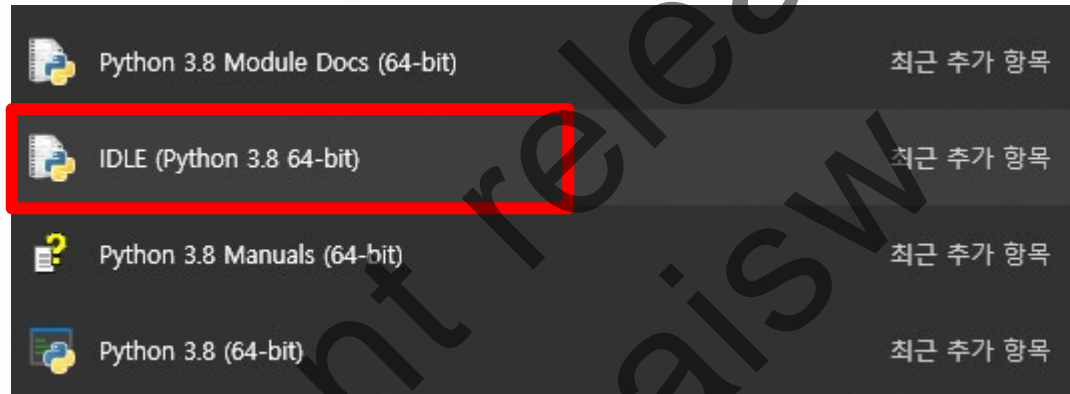 Python 3.8 Module Docs (64-bit) 최근 추가 항목
IDLE (Python 3.8 64-bit) 최근 추가 항목
Python 3.8 Manuals (64-bit) 최근 추가 항목
Python 3.8 (64-bit) 최근 추가 항목